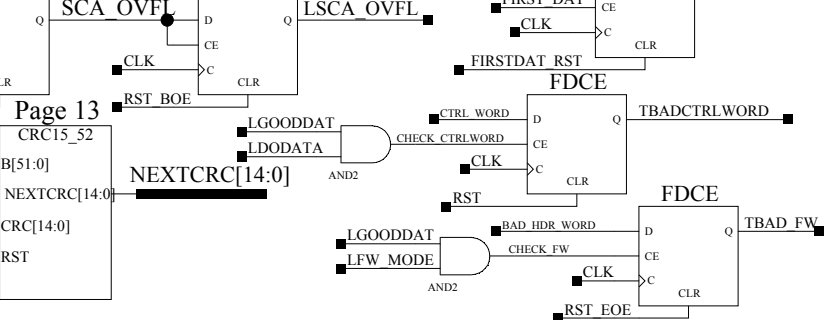 SCA_OVFL
Q
D
Q
LSCA_OVFL
CE
CLK
C
CLR
LR
RST_BOE
FIRST_DAT
CE
CLK
C
CLR
FIRSTDAT_RST
Page 13
CRC15_52
B[51:0]
NEXTCRC[14:0]
NEXTCRC[14:0]
CRC[14:0]
RST
LGOODDAT
LDODATA
AND2
CHECK_CTRLWORD
FDCE
CTRL_WORD
D
Q
TBADCTRLWORD
CE
CLK
C
CLR
RST
LGOODDAT
LFW_MODE
AND2
CHECK_FW
FDCE
BAD_HDR_WORD
D
Q
TBAD_FW
CE
CLK
C
CLR
RST_EOE